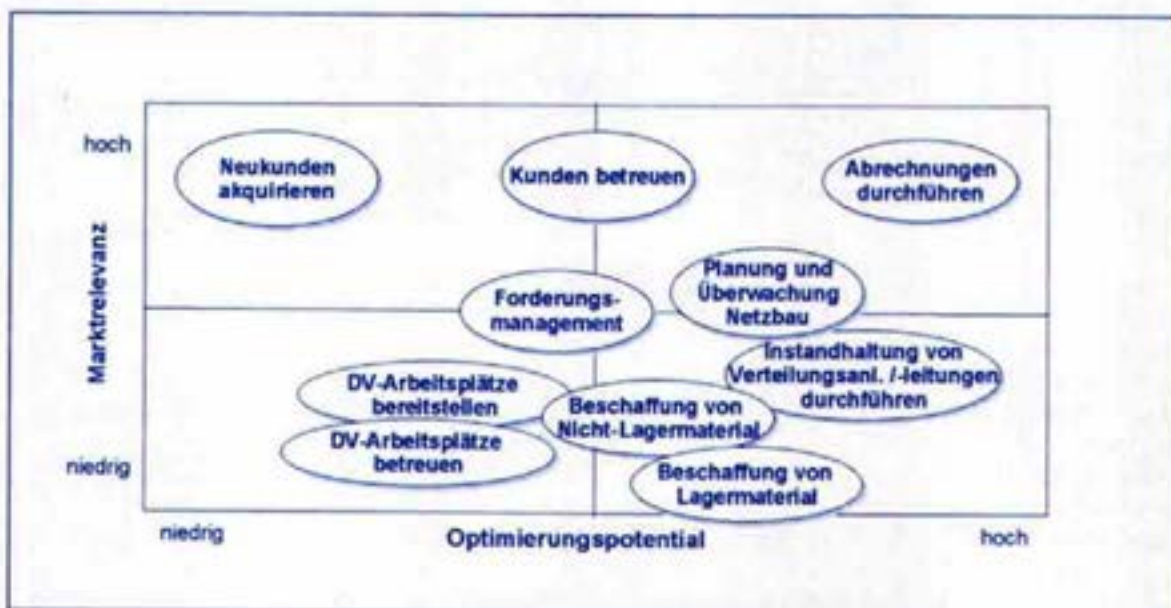 hoch
Neukunden
akquirieren
Kunden betreuen
Abrechnungen
durchführen
Marktrelevanz
Planung und
Überwachung
Netzbau
Forderungs-
management
Instandhaltung von
Verteilungsanl. /-leitungen
durchführen
DV-Arbeitsplätze
bereitstellen
Beschaffung von
Nicht-Lagermaterial
DV-Arbeitsplätze
betreuen
niedrig
Beschaffung von
Lagermaterial
niedrig
Optimierungspotential
hoch